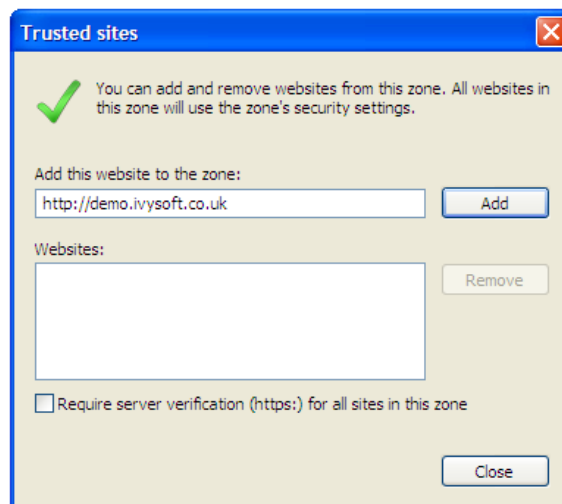 Trusted sites
You can add and remove websites from this zone. All websites in
this zone will use the zone's security settings.
Add this website to the zone:
http://demo.ivysoft.co.uk
Add
Websites:
Remove
Require server verification (https:) for all sites in this zone
Close